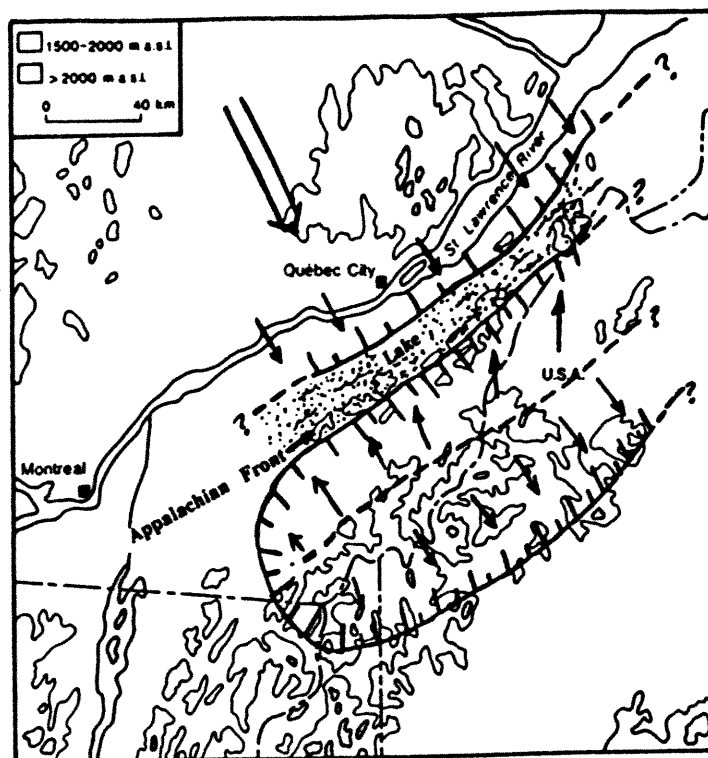 1500-2000 m a.s.l.
>2000 m a.s.l.
0 40 km
?
St Lawrence River
?
Québec City
Lake
?
U.S.A.
?
?
Montreal
Appalachian Front